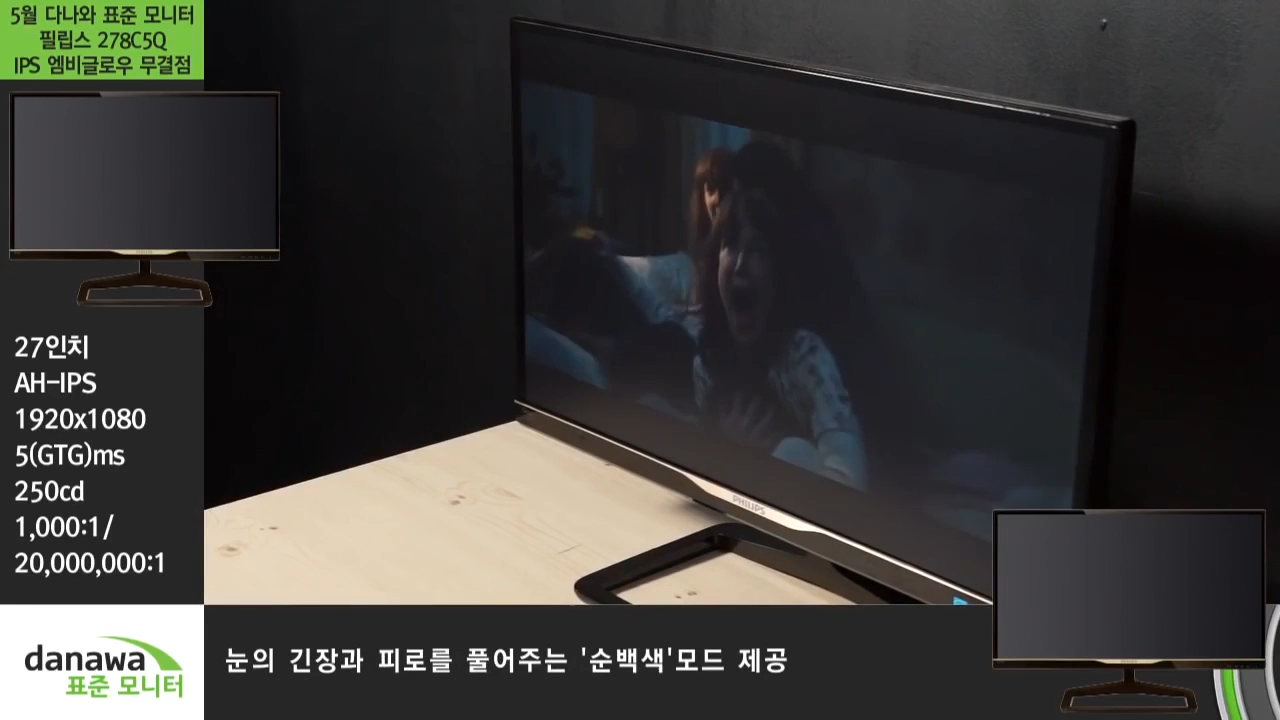 5월 다나와 표준 모니터
필립스 278C5Q
IPS 엠비글로우 무결점
27인치
AH-IPS
1920x1080
5(GTG)ms
250cd
1,000:1/
20,000,000:1
PHILIPS
danawa
표준 모니터
눈의 긴장과 피로를 풀어주는 '순백색'모드 제공